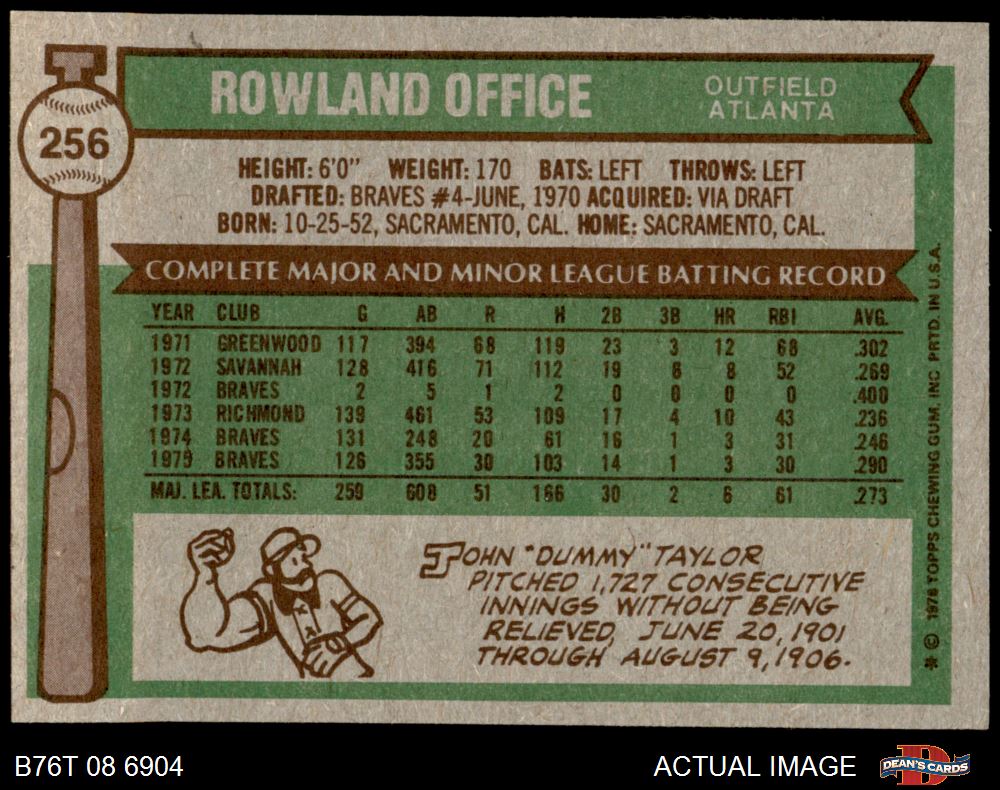 256
ROWLAND OFFICE
OUTFIELD
ATLANTA
HEIGHT: 6'0" WEIGHT: 170 BATS: LEFT THROWS: LEFT
DRAFTED: BRAVES #4-JUNE, 1970 ACQUIRED: VIA DRAFT
BORN: 10-25-52, SACRAMENTO, CAL. HOME: SACRAMENTO, CAL.
COMPLETE MAJOR AND MINOR LEAGUE BATTING RECORD
YEAR CLUB G AB R H 2B 3B HR RBI AVG.
1971 GREENWOOD 117 394 68 119 23 3 12 68 .302
1972 SAVANNAH 128 416 71 112 19 6 8 52 .269
1972 BRAVES 2 5 1 2 0 0 0 0 .400
1973 RICHMOND 139 461 53 109 17 4 10 43 .236
1974 BRAVES 131 248 20 61 16 1 3 31 .246
1975 BRAVES 126 355 30 103 14 1 3 30 .290
MAJ. LEA. TOTALS: 259 608 51 166 30 2 6 61 .273
JOHN "DUMMY" TAYLOR
PITCHED 1,727 CONSECUTIVE
INNINGS WITHOUT BEING
RELIEVED, JUNE 20, 1901
THROUGH AUGUST 9, 1906.
* © 1976 TOPPS CHEWING GUM, INC. PRTD. IN U.S.A.
B76T 08 6904
ACTUAL IMAGE
DEAN'S CARDS